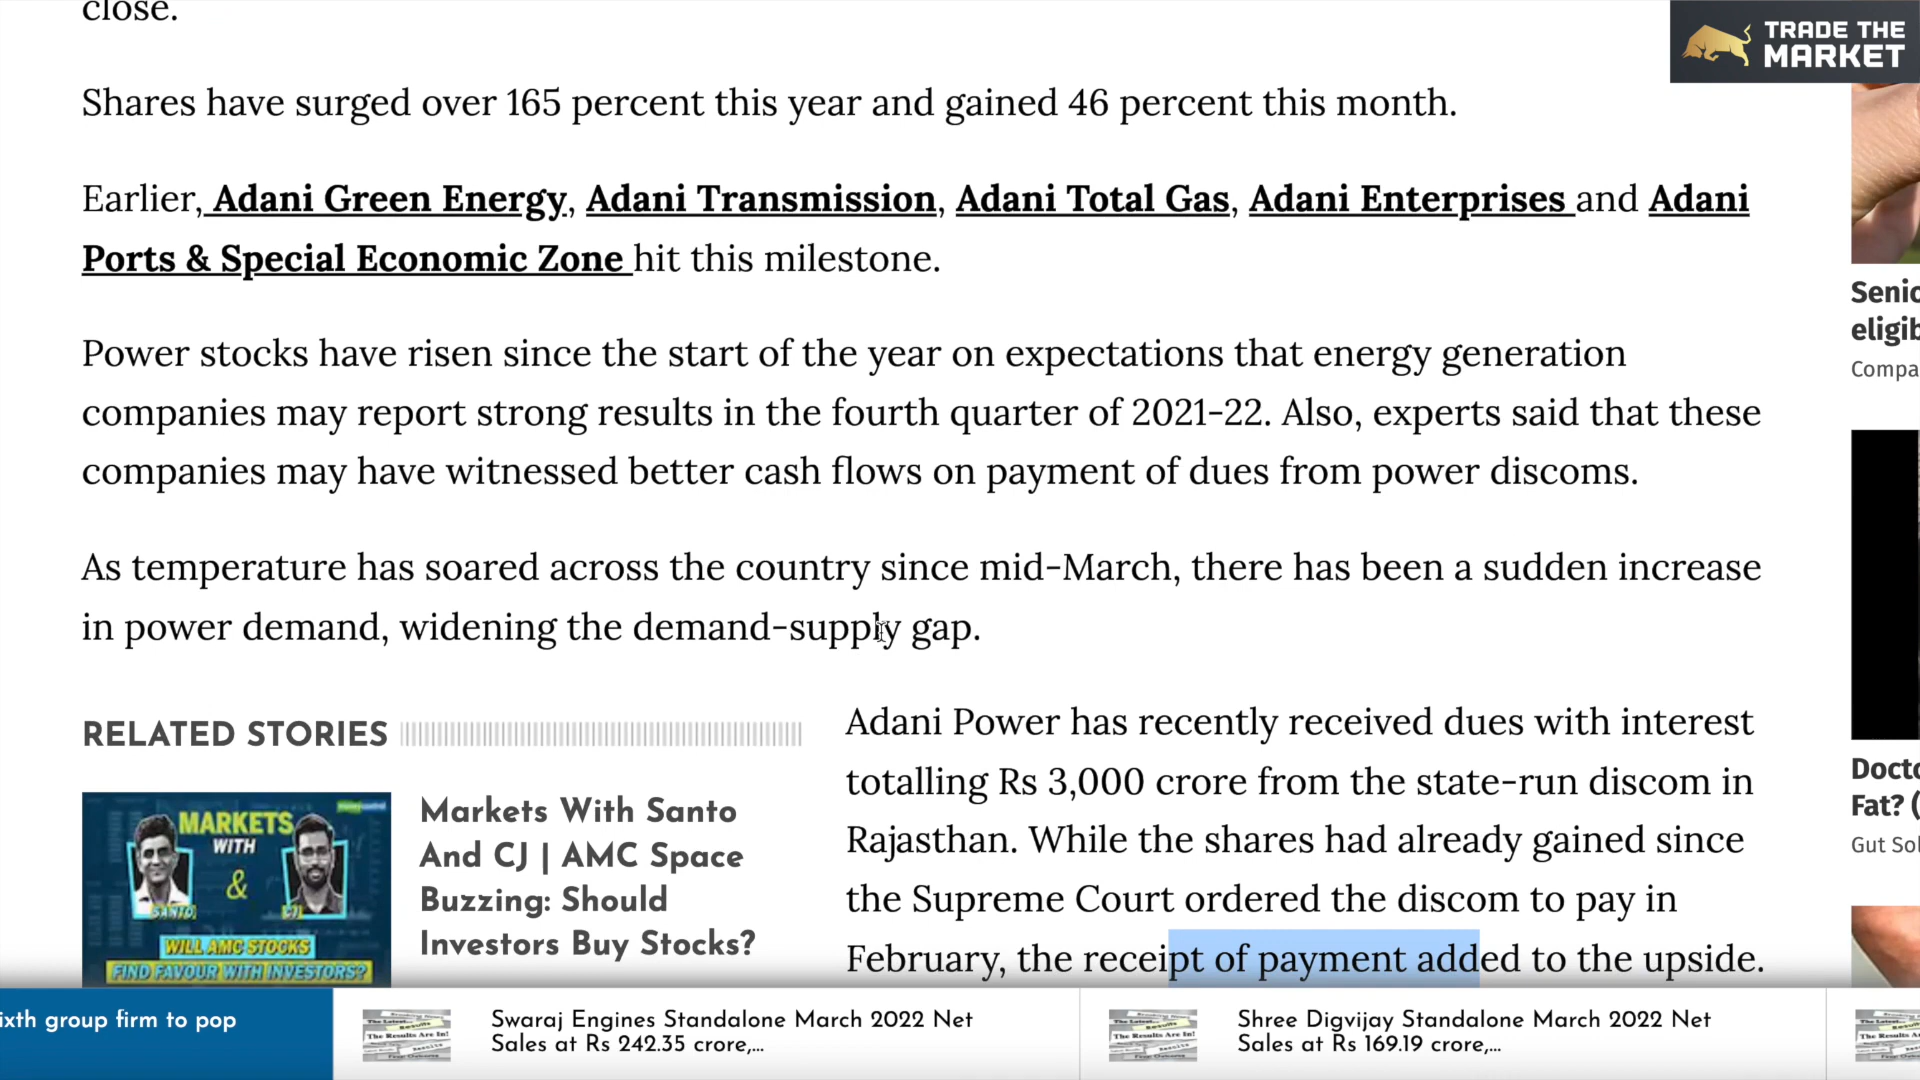 close.
TRADE THE
MARKET
Shares have surged over 165 percent this year and gained 46 percent this month.
Earlier, Adani Green Energy, Adani Transmission, Adani Total Gas, Adani Enterprises and Adani
Ports & Special Economic Zone hit this milestone.
Power stocks have risen since the start of the year on expectations that energy generation
companies may report strong results in the fourth quarter of 2021-22. Also, experts said that these
companies may have witnessed better cash flows on payment of dues from power discoms.
As temperature has soared across the country since mid-March, there has been a sudden increase
in power demand, widening the demand-supply gap.
RELATED STORIES
MARKETS
WITH
&
SANTO
CJ
WILL AMC STOCKS
FIND FAVOUR WITH INVESTORS?
Markets With Santo
And CJ | AMC Space
Buzzing: Should
Investors Buy Stocks?
Adani Power has recently received dues with interest
totalling Rs 3,000 crore from the state-run discom in
Rajasthan. While the shares had already gained since
the Supreme Court ordered the discom to pay in
February, the receipt of payment added to the upside.
Senio
eligib
Compa
Docto
Fat? (
Gut Sol
ixth group firm to pop
Swaraj Engines Standalone March 2022 Net
Sales at Rs 242.35 crore,...
Shree Digvijay Standalone March 2022 Net
Sales at Rs 169.19 crore,...